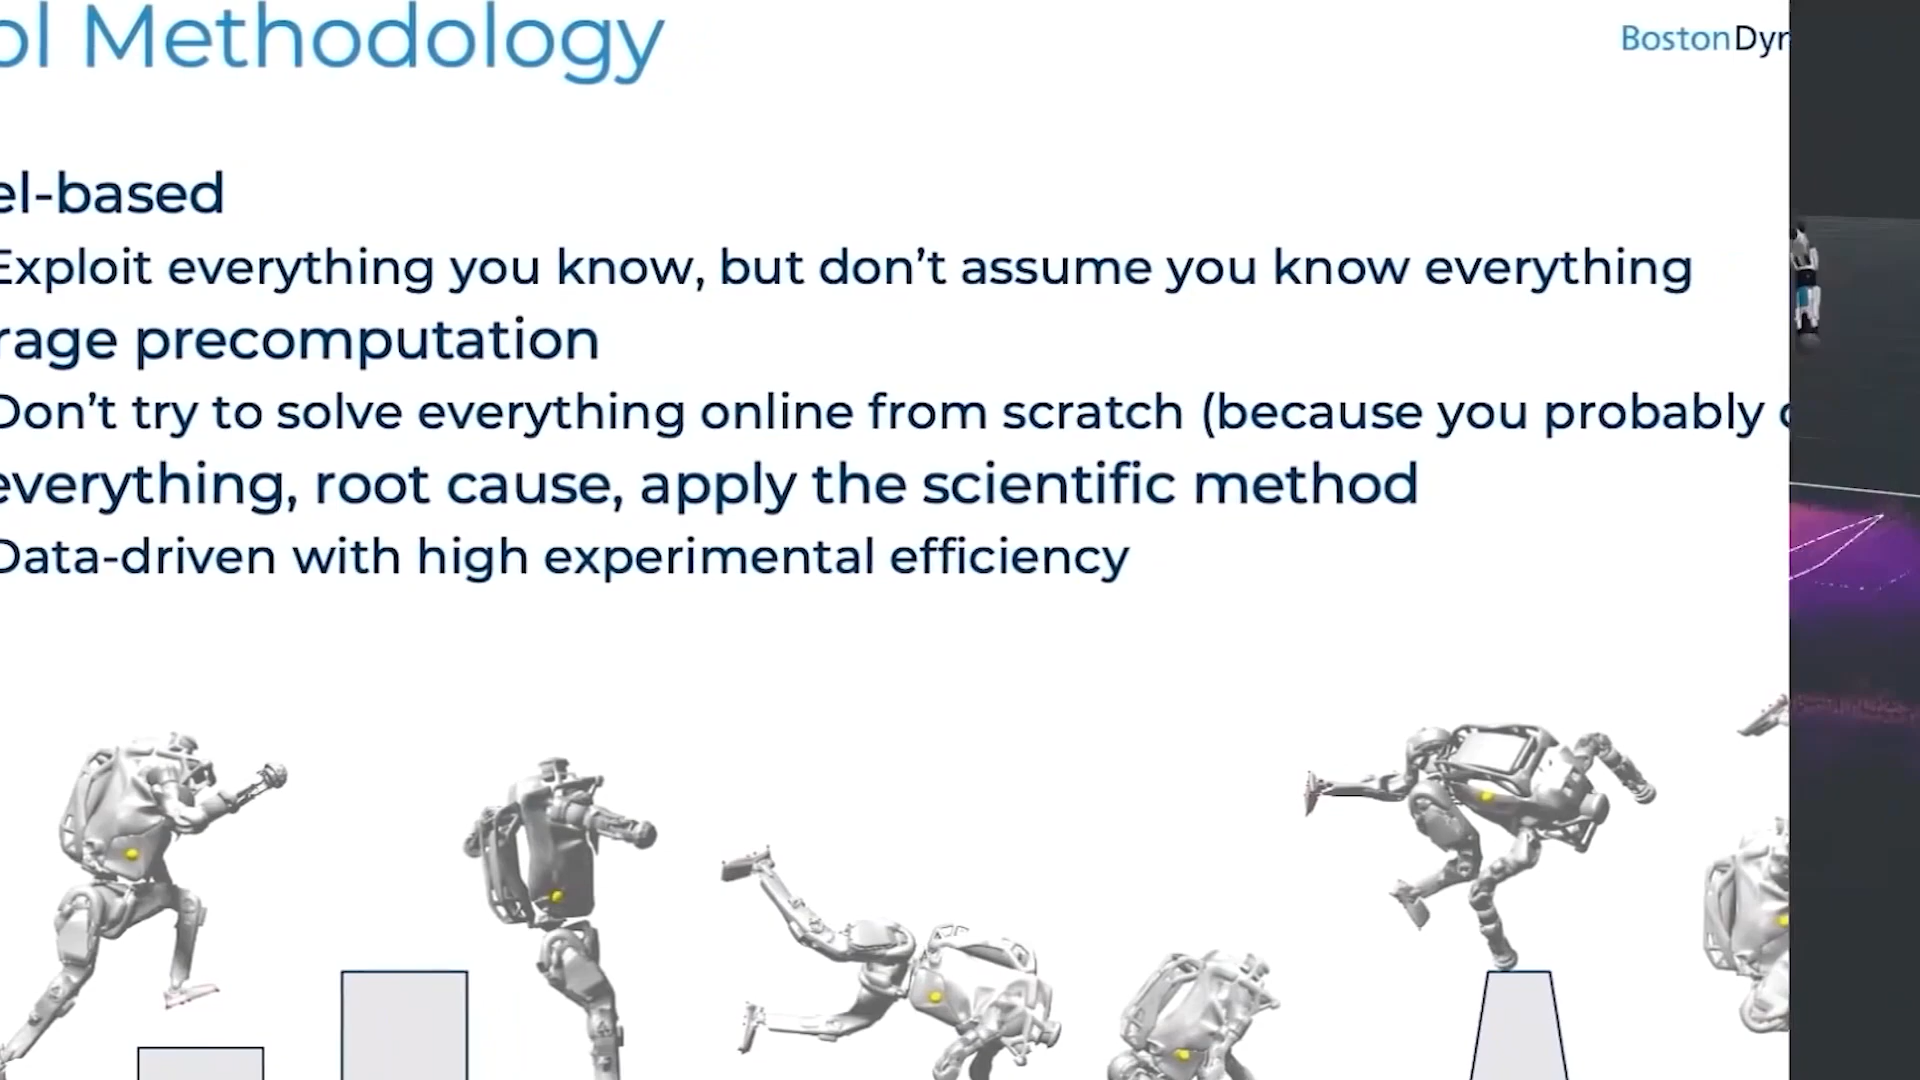 ol Methodology
BostonDyn
el-based
Exploit everything you know, but don’t assume you know everything
rage precomputation
Don’t try to solve everything online from scratch (because you probably
everything, root cause, apply the scientific method
Data-driven with high experimental efficiency